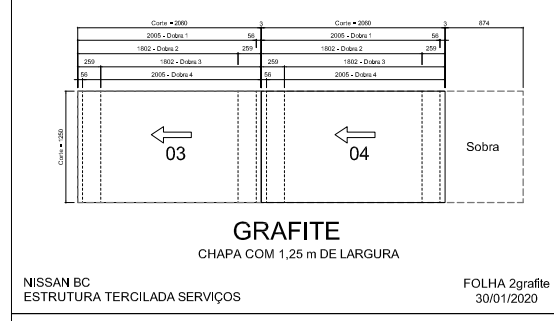 Corte = 2060 3 Corte = 2060 3 874
2005 - Dobra 1 56 2005 - Dobra 1 56
1802 - Dobra 2 259 1802 - Dobra 2 259
259 1802 - Dobra 3 259 1802 - Dobra 3
56 2005 - Dobra 4 56 2005 - Dobra 4
Corte = 1250
03 04 Sobra
GRAFITE
CHAPA COM 1,25 m DE LARGURA
NISSAN BC FOLHA 2grafite
ESTRUTURA TERCILADA SERVIÇOS 30/01/2020